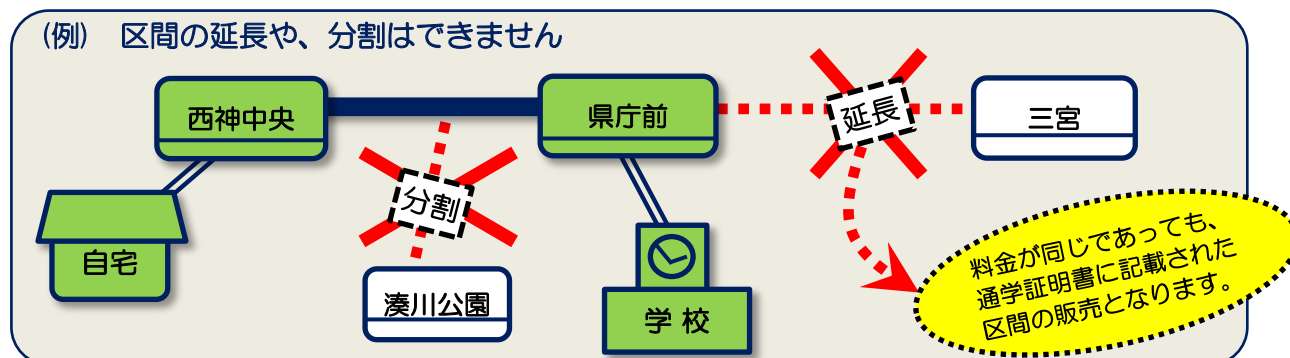 (例) 区間の延長や、分割はできません
西神中央
県庁前
延長
三宮
分割
自宅
湊川公園
学校
料金が同じであっても、
通学証明書に記載された
区間の販売となります。